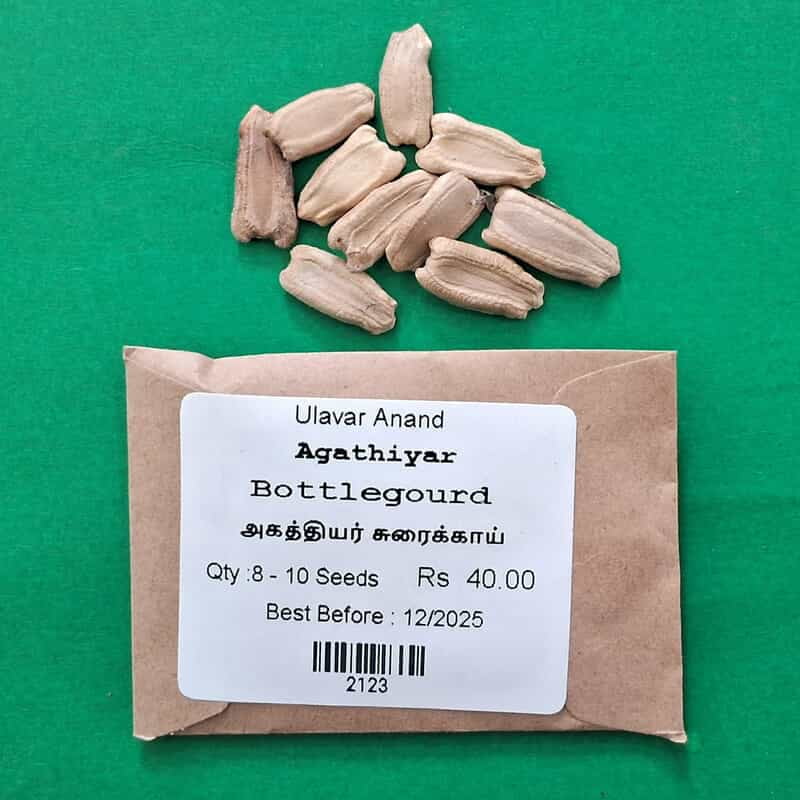 Ulavar Anand
Agathiyar
Bottlegourd
அகத்தியர் சுரைக்காய்
Qty :8 - 10 Seeds Rs 40.00
Best Before : 12/2025
2123